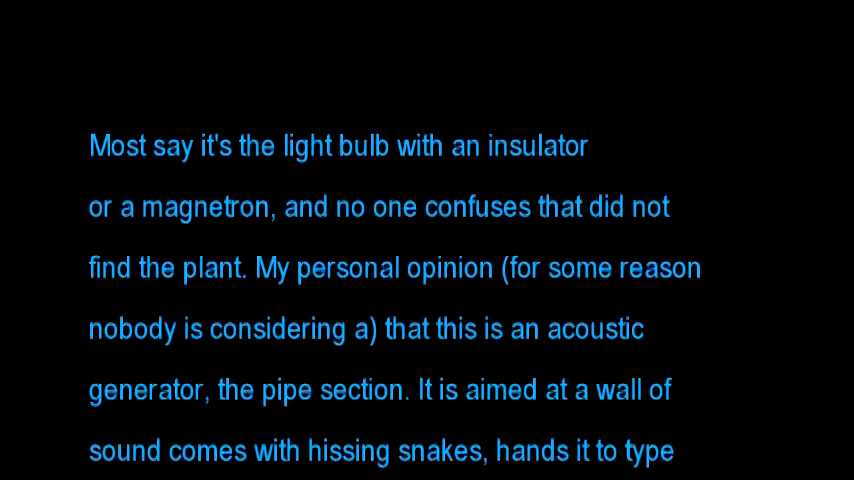 Most say it's the light bulb with an insulator
or a magnetron, and no one confuses that did not
find the plant. My personal opinion (for some reason
nobody is considering a) that this is an acoustic
generator, the pipe section. It is aimed at a wall of
sound comes with hissing snakes, hands it to type